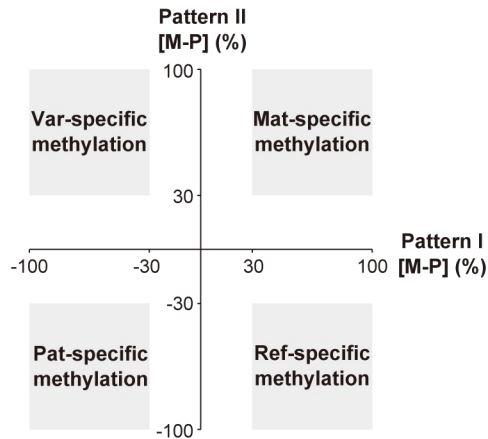 Pattern II
[M-P] (%)
100
Var-specific
methylation
Mat-specific
methylation
30
Pattern I
[M-P] (%)
-100
-30
30
100
-30
Pat-specific
methylation
Ref-specific
methylation
-100